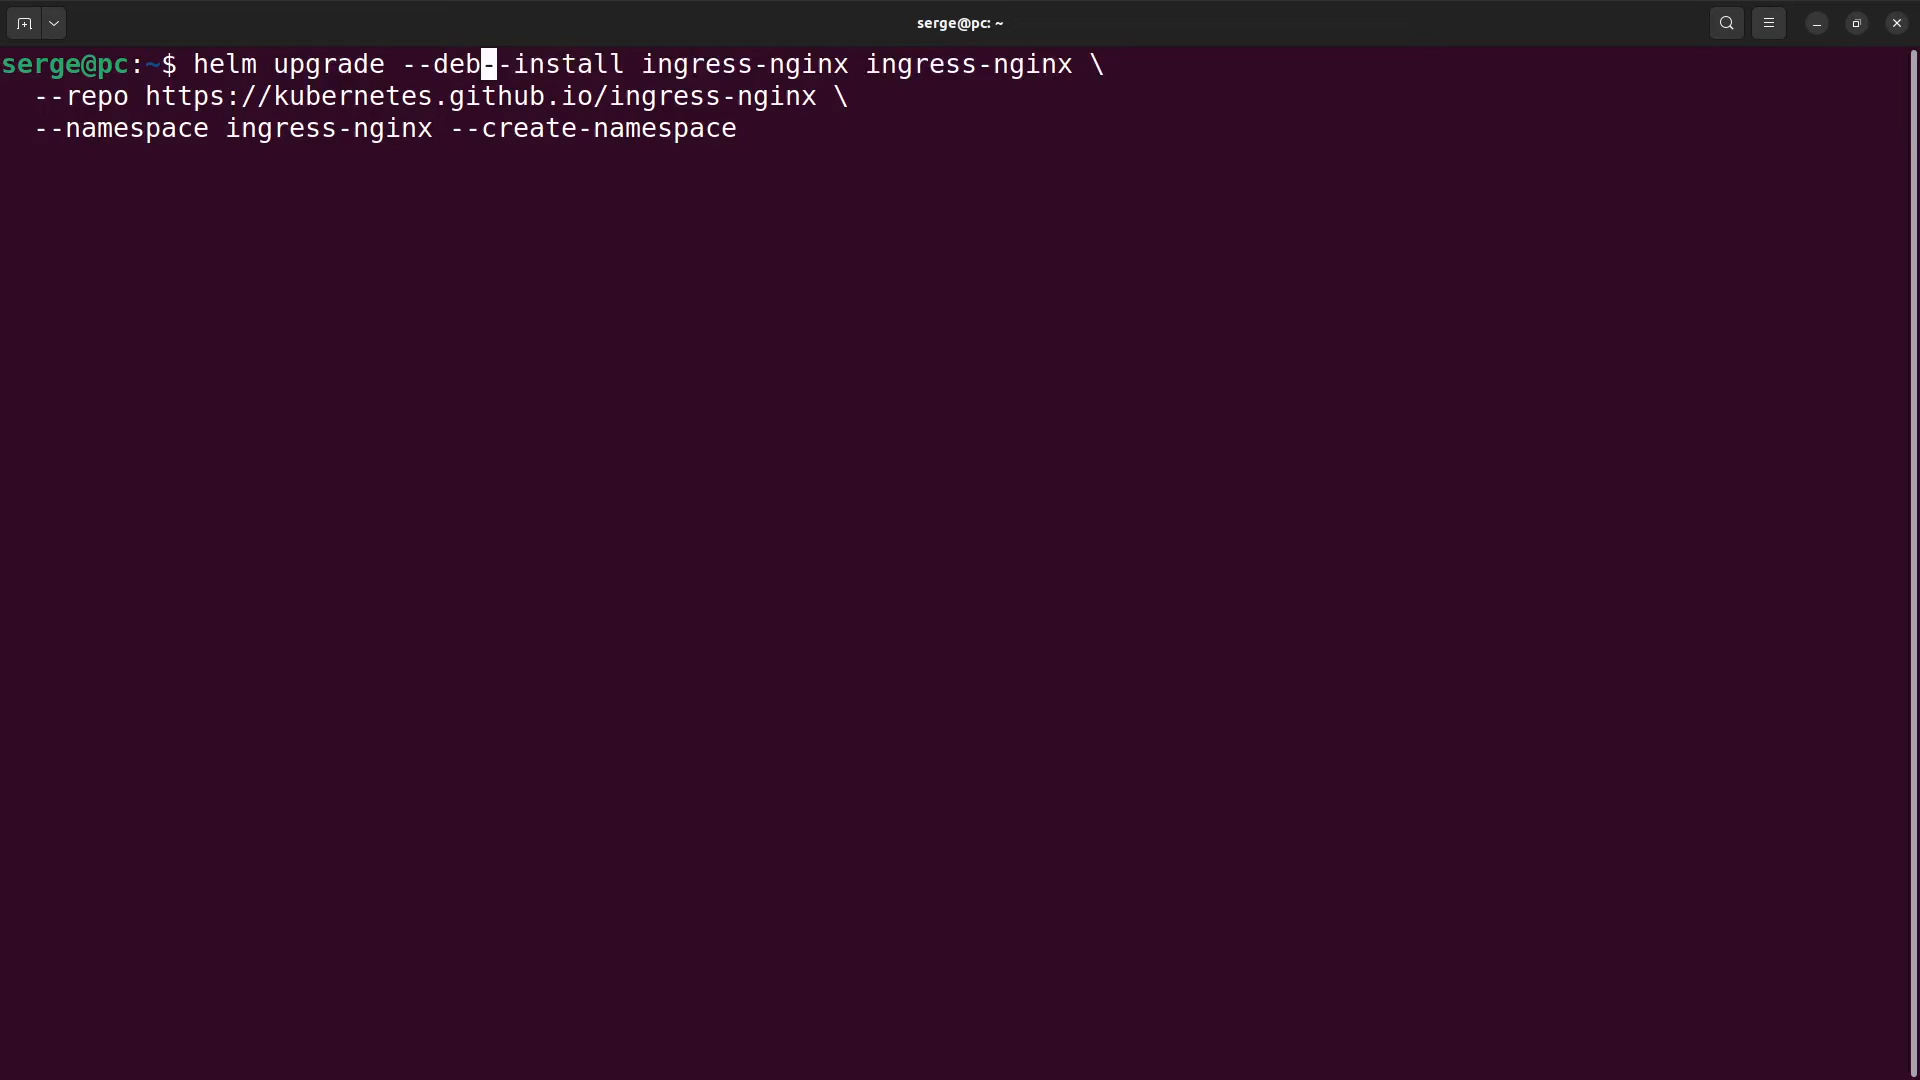 serge@pc: ~
serge@pc:~$ helm upgrade --deb--install ingress-nginx ingress-nginx \
  --repo https://kubernetes.github.io/ingress-nginx \
  --namespace ingress-nginx --create-namespace